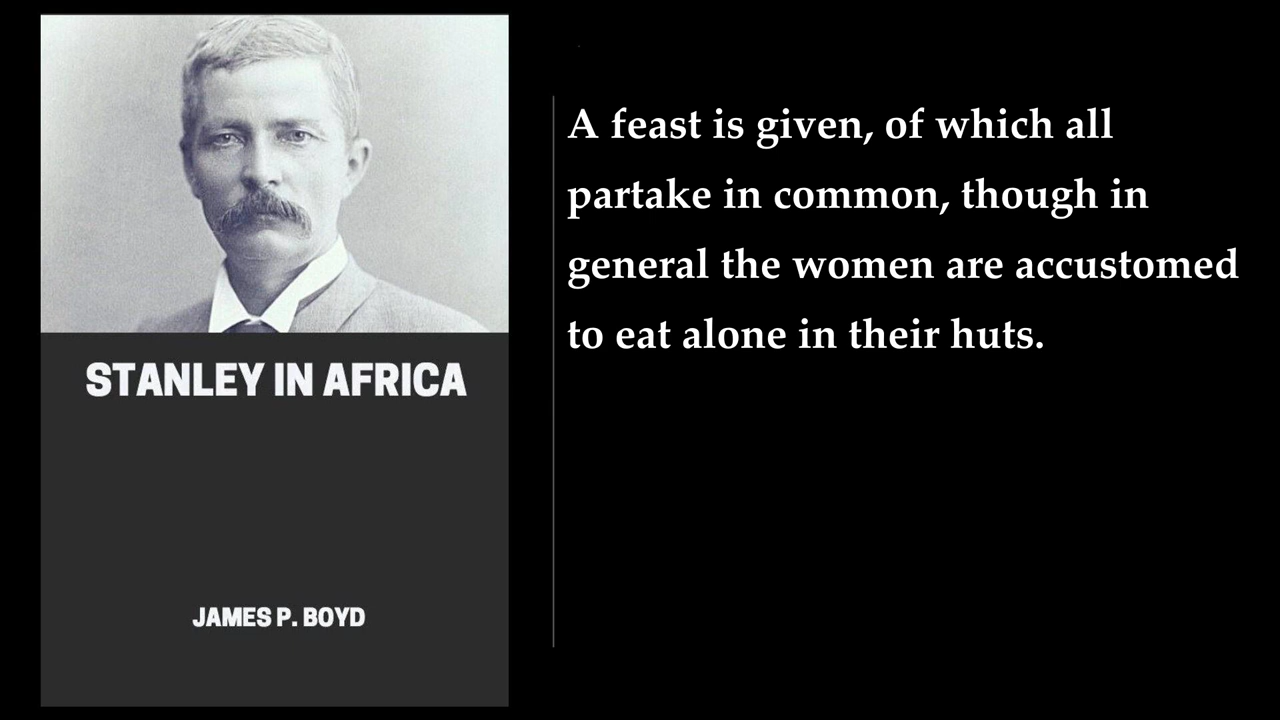 STANLEY IN AFRICA
JAMES P. BOYD
A feast is given, of which all
partake in common, though in
general the women are accustomed
to eat alone in their huts.